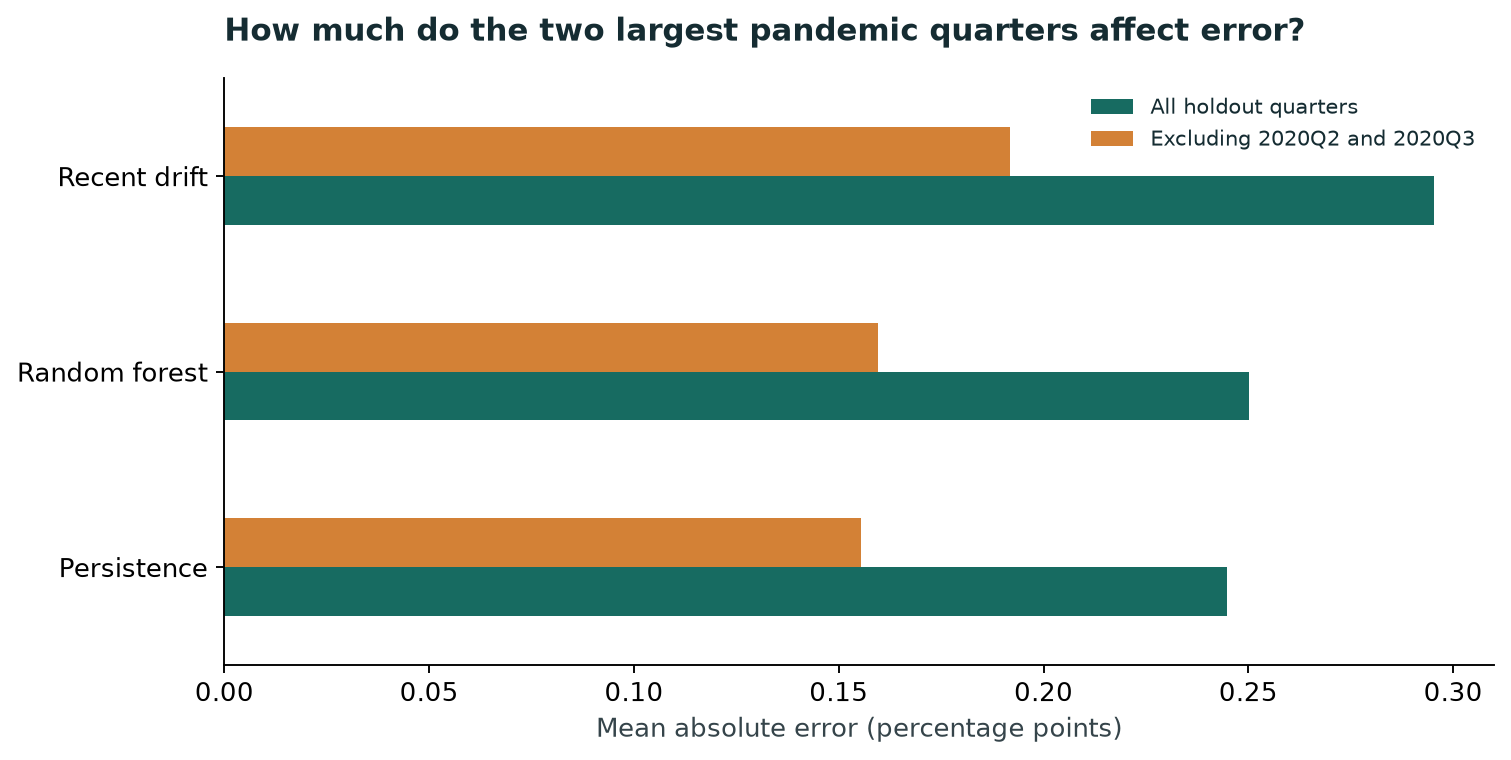 How much do the two largest pandemic quarters affect error?
All holdout quarters
Excluding 2020Q2 and 2020Q3
Recent drift
Random forest
Persistence
0.00 0.05 0.10 0.15 0.20 0.25 0.30
Mean absolute error (percentage points)